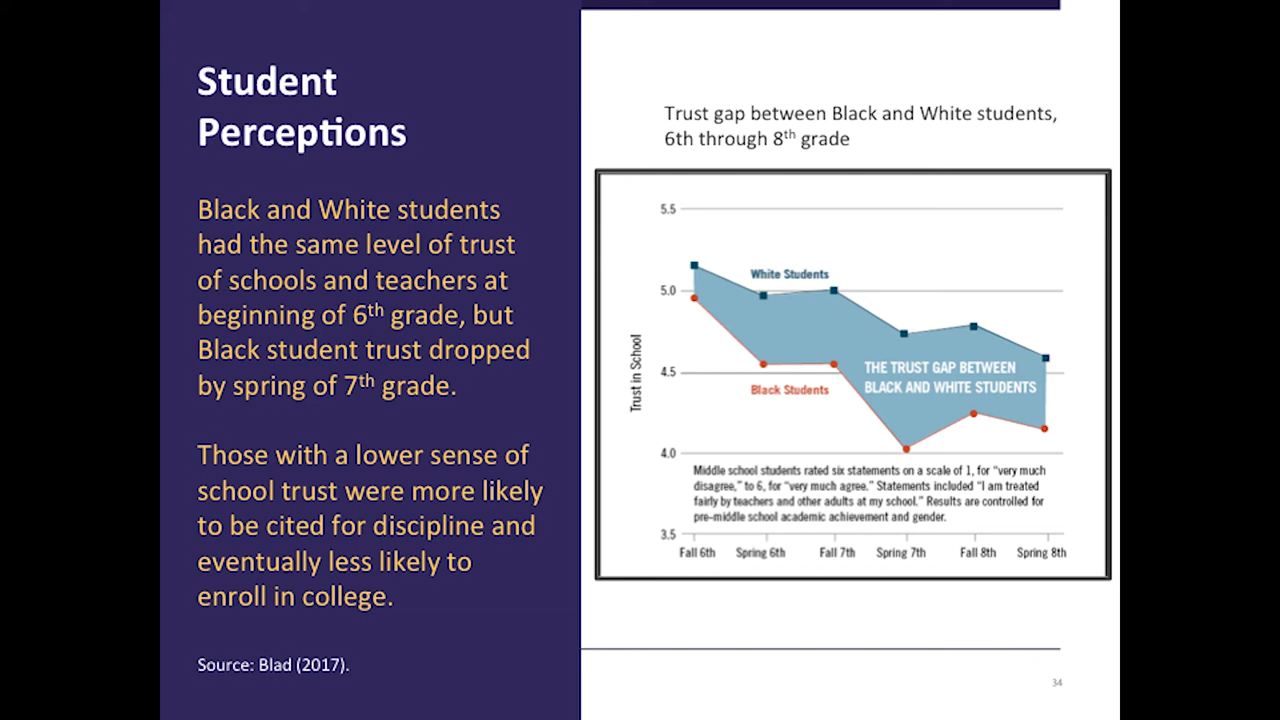 Student
Perceptions
Black and White students
had the same level of trust
of schools and teachers at
beginning of 6th grade, but
Black student trust dropped
by spring of 7th grade.
Those with a lower sense of
school trust were more likely
to be cited for discipline and
eventually less likely to
enroll in college.
Source: Blad (2017).
Trust gap between Black and White students,
6th through 8th grade
5.5
5.0
4.5
4.0
3.5
Trust in School
White Students
Black Students
THE TRUST GAP BETWEEN
BLACK AND WHITE STUDENTS
Middle school students rated six statements on a scale of 1, for “very much
disagree,” to 6, for “very much agree.” Statements included “I am treated
fairly by teachers and other adults at my school.” Results are controlled for
pre-middle school academic achievement and gender.
Fall 6th Spring 6th Fall 7th Spring 7th Fall 8th Spring 8th
34